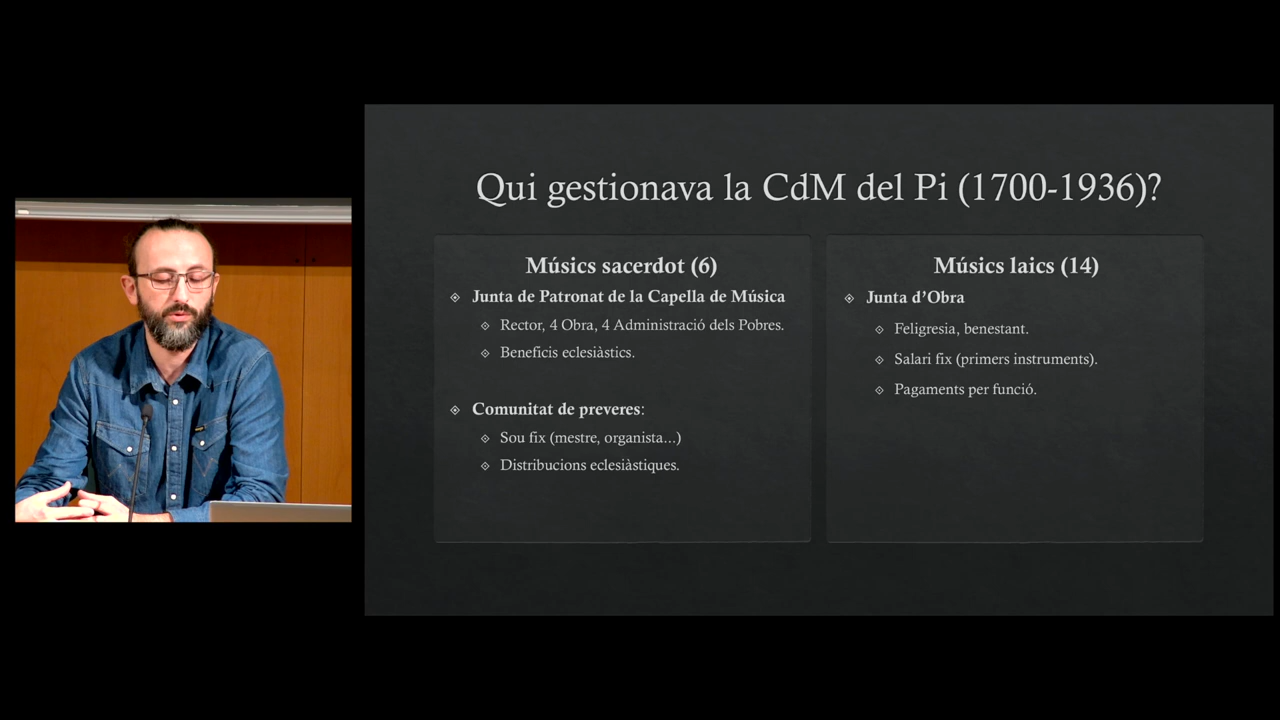 Qui gestionava la CdM del Pi (1700-1936)?
Músics sacerdot (6)
Junta de Patronat de la Capella de Música
Rector, 4 Obra, 4 Administració dels Pobres.
Beneficis eclesiàstics.
Comunitat de preveres:
Sou fix (mestre, organista...)
Distribucions eclesiàstiques.
Músics laics (14)
Junta d’Obra
Feligresia, benestant.
Salari fix (primers instruments).
Pagaments per funció.